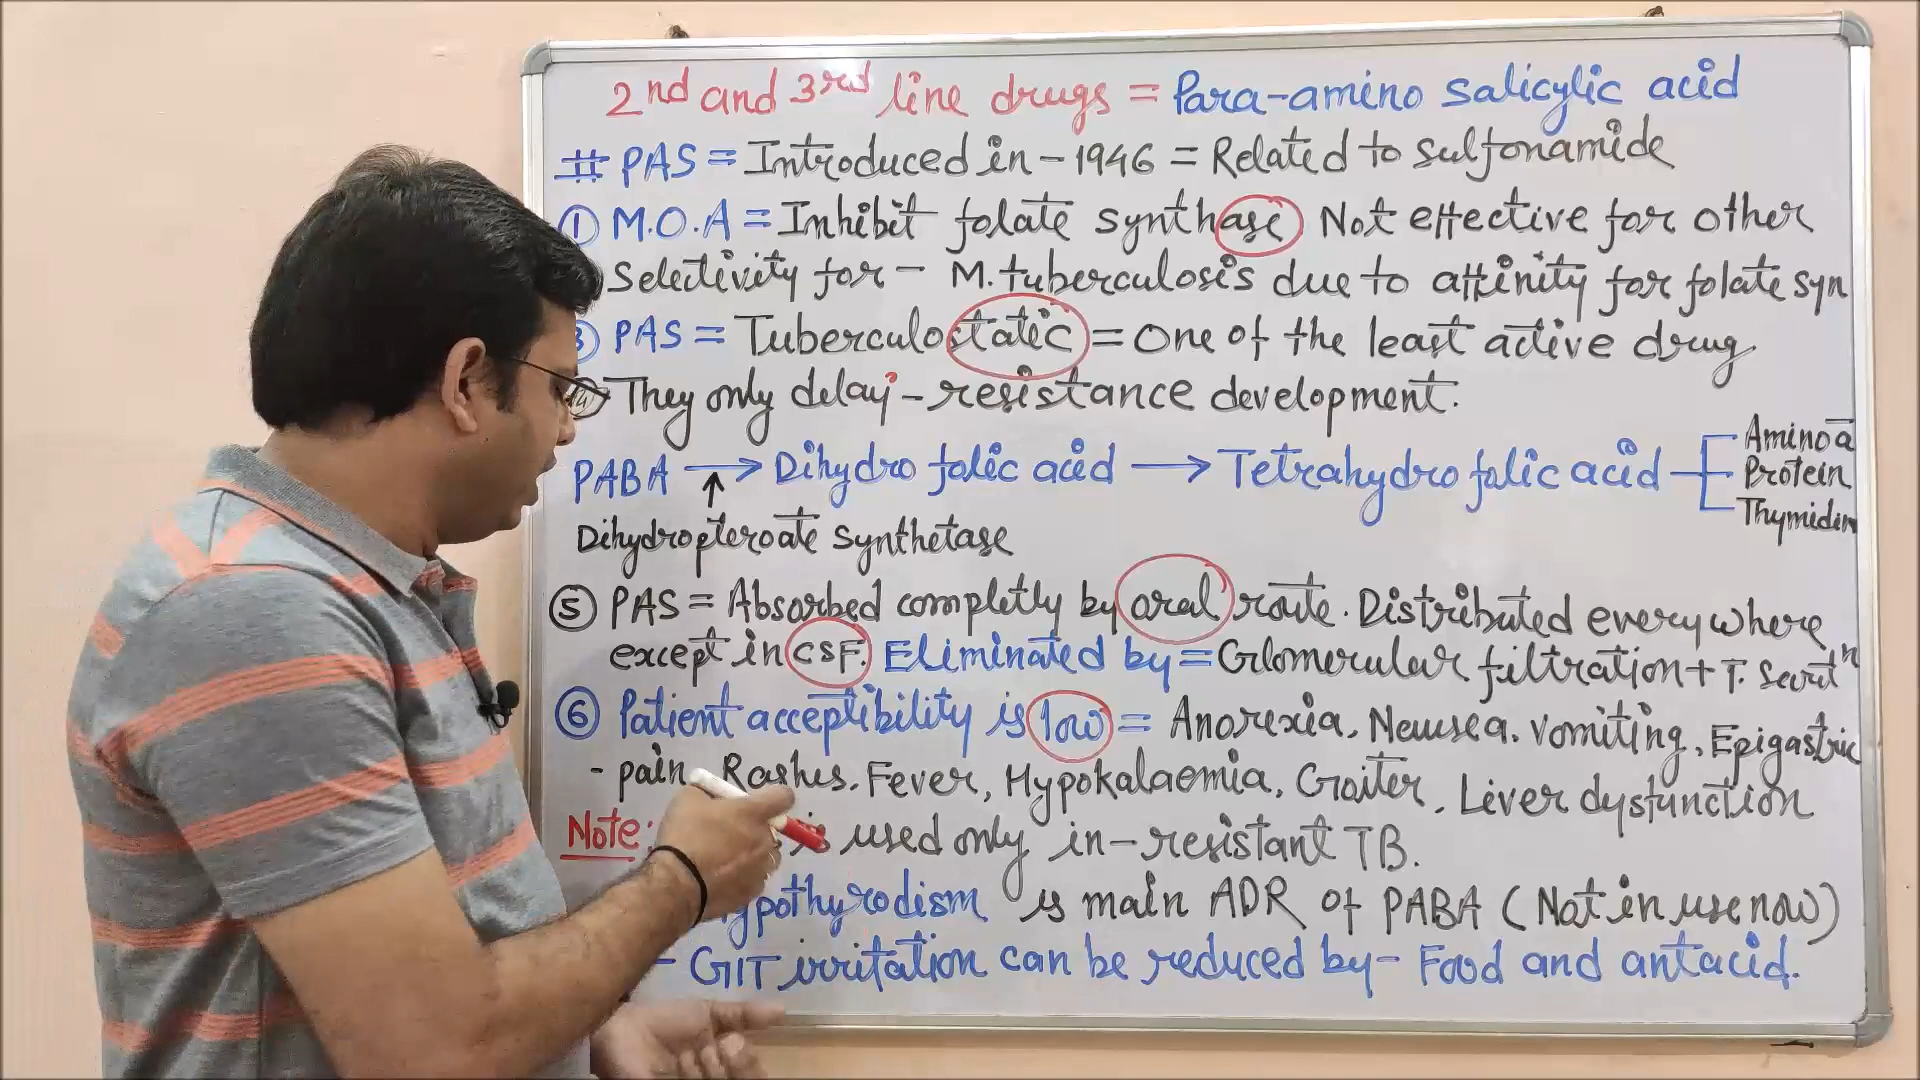 2nd and 3rd line drugs = Para-amino salicylic acid
# PAS = Introduced in - 1946 = Related to sulfonamide
① M.O.A = Inhibit folate synthase Not effective for other
Selectivity for - M. tuberculosis due to affinity for folate syn
PAS = Tuberculostatic = One of the least active drug
They only delay - resistance development.
PABA → Dihydro folic acid → Tetrahydro folic acid
Amino a
Protein
Thymidin
Dihydropteroate synthetase
⑤ PAS = Absorbed completly by oral route. Distributed everywhere
except in CSF. Eliminated by = Glomerular filtration + T. Secretn
⑥ Patient acceptibility is low = Anorexia, Neusea. vomiting, Epigastric
- pain, Rashes. Fever, Hypokalaemia, Goiter, Liver dysfunction
Note: is used only in - resistant TB.
pothyrodism is main ADR of PABA (Not in use now)
- GIT irritation can be reduced by - Food and antacid.